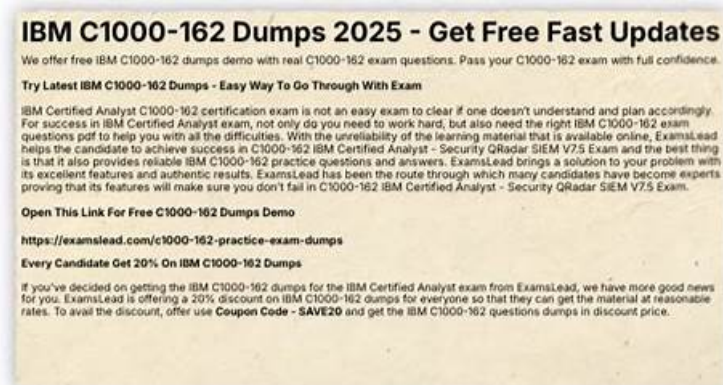 IBM C1000-162 Dumps 2025 - Get Free Fast Updates
We offer free IBM C1000-162 dumps demo with real C1000-162 exam questions. Pass your C1000-162 exam with full confidence.
Try Latest IBM C1000-162 Dumps - Easy Way To Go Through With Exam
IBM Certified Analyst C1000-162 certification exam is not an easy exam to clear if one doesn't understand and plan accordingly.
For success in IBM Certified Analyst exam, not only do you need to work hard, but also need the right IBM C1000-162 exam
questions pdf to help you with all the difficulties. With the unreliability of the learning material that is available online, ExamsLead
helps the candidate to achieve success in C1000-162 IBM Certified Analyst - Security QRadar SIEM V7.5 Exam and the best thing
is that it also provides reliable IBM C1000-162 practice questions and answers. ExamsLead brings a solution to your problem with
its excellent features and authentic results. ExamsLead has been the route through which many candidates have become experts
proving that its features will make sure you don't fail in C1000-162 IBM Certified Analyst - Security QRadar SIEM V7.5 Exam.
Open This Link For Free C1000-162 Dumps Demo
https://examslead.com/c1000-162-practice-exam-dumps
Every Candidate Get 20% On IBM C1000-162 Dumps
If you've decided on getting the IBM C1000-162 dumps for the IBM Certified Analyst exam from ExamsLead, we have more good news
for you. ExamsLead is offering a 20% discount on IBM C1000-162 dumps for everyone so that they can get the material at reasonable
rates. To avail the discount, offer use Coupon Code - SAVE20 and get the IBM C1000-162 questions dumps in discount price.